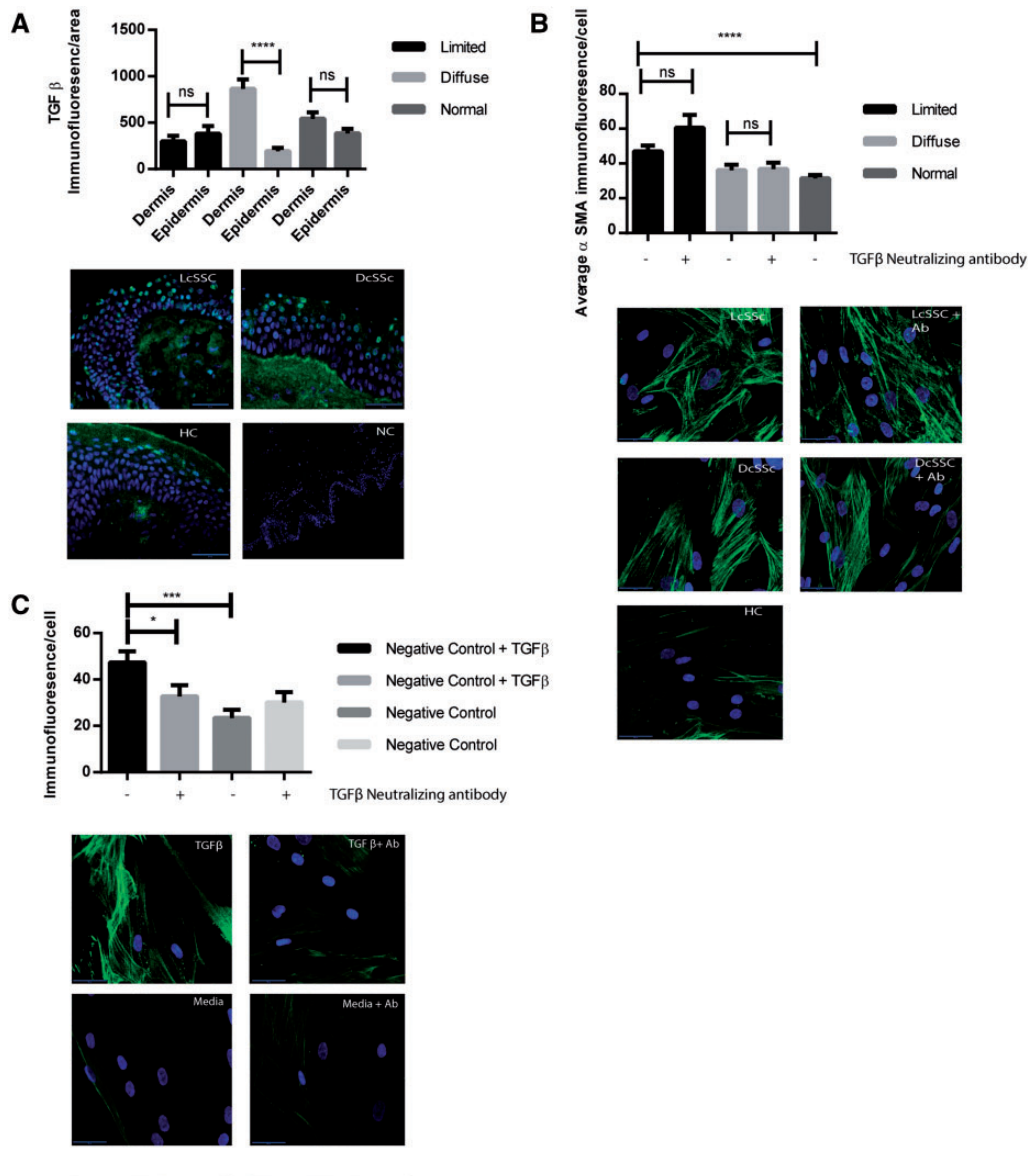 A
TGF β
Immunofluoresenc/area
1500
1000
500
0
ns
****
ns
Dermis
Epidermis
Dermis
Epidermis
Dermis
Epidermis
Limited
Diffuse
Normal
LcSSC
DcSSc
HC
NC
B
Average α SMA immunofluoresence/cell
80
60
40
20
0
****
ns
ns
- + - + -
TGFβ Neutralizing antibody
Limited
Diffuse
Normal
LcSSc
LcSSC +
Ab
DcSSc
DcSSC
+ Ab
HC
C
Immunofluoresence/cell
60
40
20
0
***
*
- + - +
TGFβ Neutralizing antibody
Negative Control + TGFβ
Negative Control + TGFβ
Negative Control
Negative Control
TGFβ
TGF β+ Ab
Media
Media + Ab